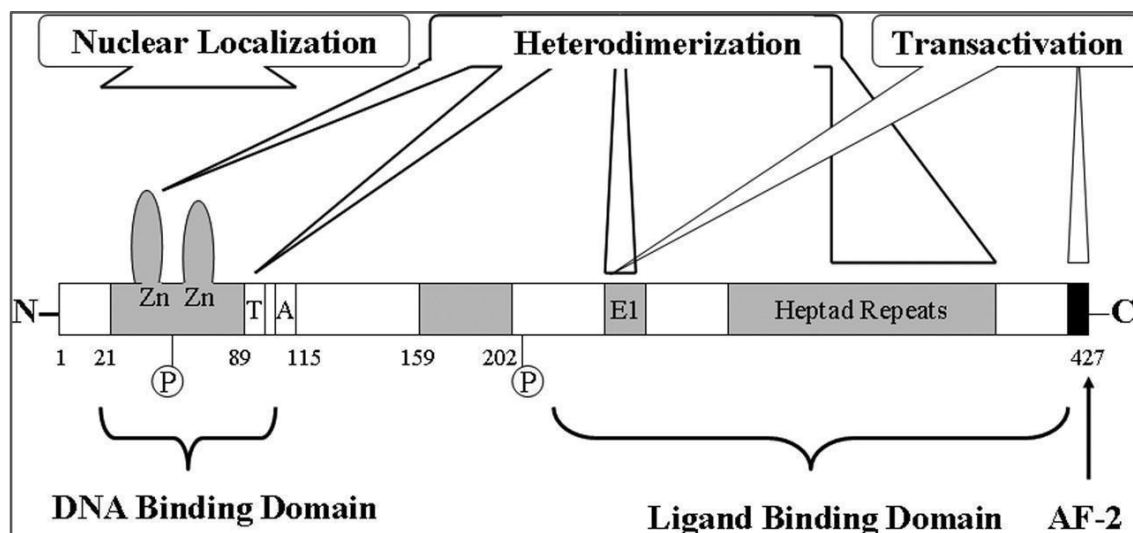 Nuclear Localization
Heterodimerization
Transactivation
N
Zn
Zn
T
A
E1
Heptad Repeats
C
1
21
89
115
159
202
427
P
P
DNA Binding Domain
Ligand Binding Domain
AF-2